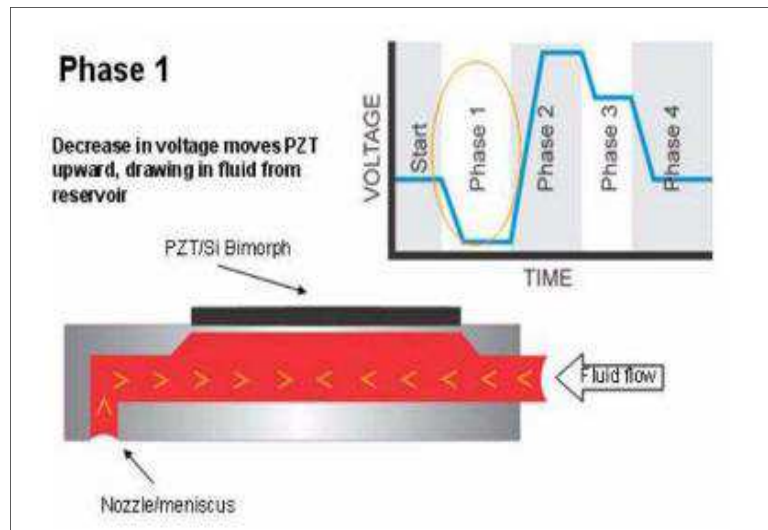 Phase 1
Decrease in voltage moves PZT
upward, drawing in fluid from
reservoir
VOLTAGE
Start
Phase 1
Phase 2
Phase 3
Phase 4
TIME
PZT/Si Bimorph
Fluid flow
Nozzle/meniscus